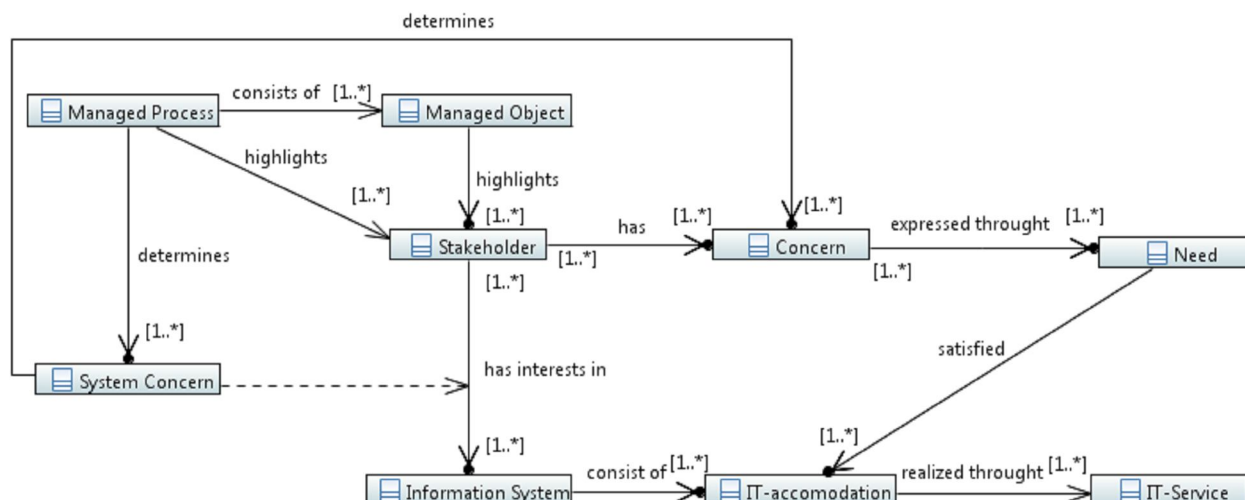 determines
consists of [1..*]
Managed Process
Managed Object
highlights
highlights
[1..*]
[1..*]
[1..*]
[1..*]
expressed throught
[1..*]
has
Stakeholder
Concern
Need
determines
[1..*]
[1..*]
[1..*]
[1..*]
satisfied
has interests in
System Concern
[1..*]
[1..*]
consist of
[1..*]
realized throught
[1..*]
Information System
IT-accomodation
IT-Service